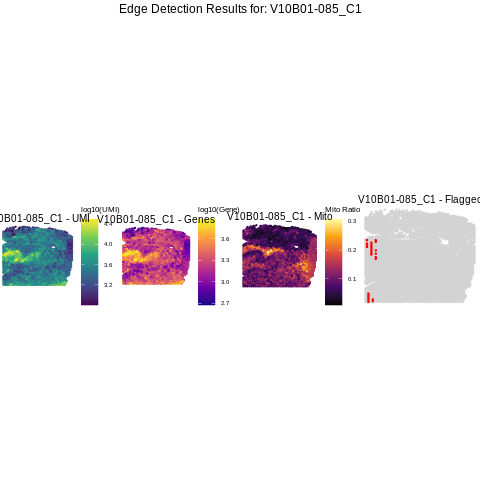 Edge Detection Results for: V10B01-085_C1
0B01-085_C1 - UMI
log10(UMI)
4.4
4.0
3.6
3.2
V10B01-085_C1 - Genes
log10(Gene)
3.6
3.3
3.0
2.7
V10B01-085_C1 - Mito
Mito Ratio
0.3
0.2
0.1
V10B01-085_C1 - Flagged